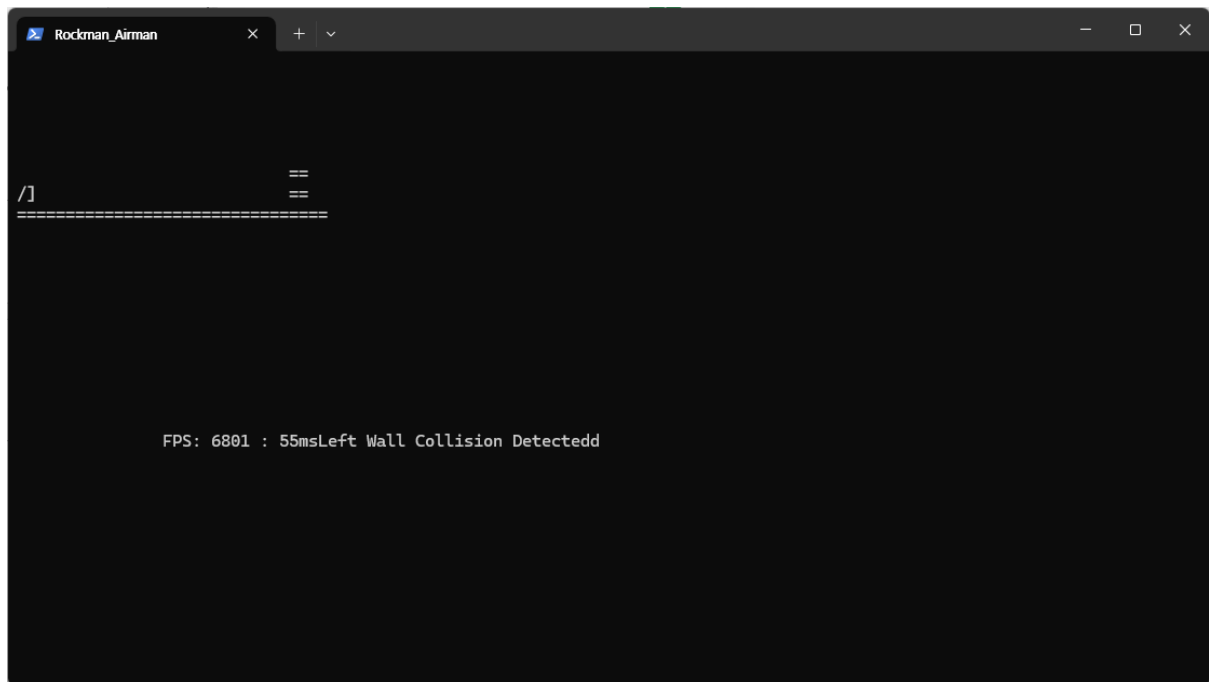 Rockman_Airman
==
/] ==
================================
FPS: 6801 : 55msLeft Wall Collision Detectedd